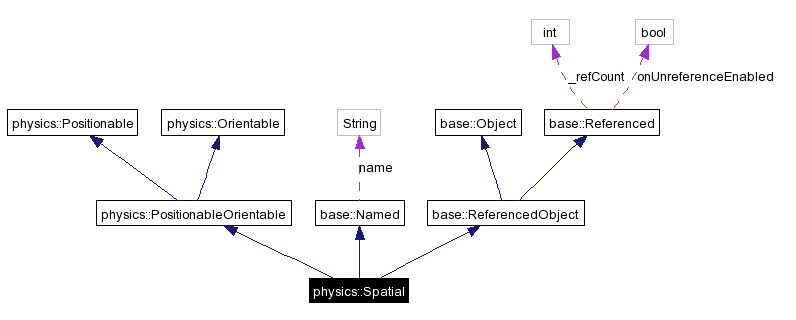 int
bool
_refCount
onUnreferenceEnabled
physics::Positionable
physics::Orientable
String
base::Object
base::Referenced
name
physics::PositionableOrientable
base::Named
base::ReferencedObject
physics::Spatial